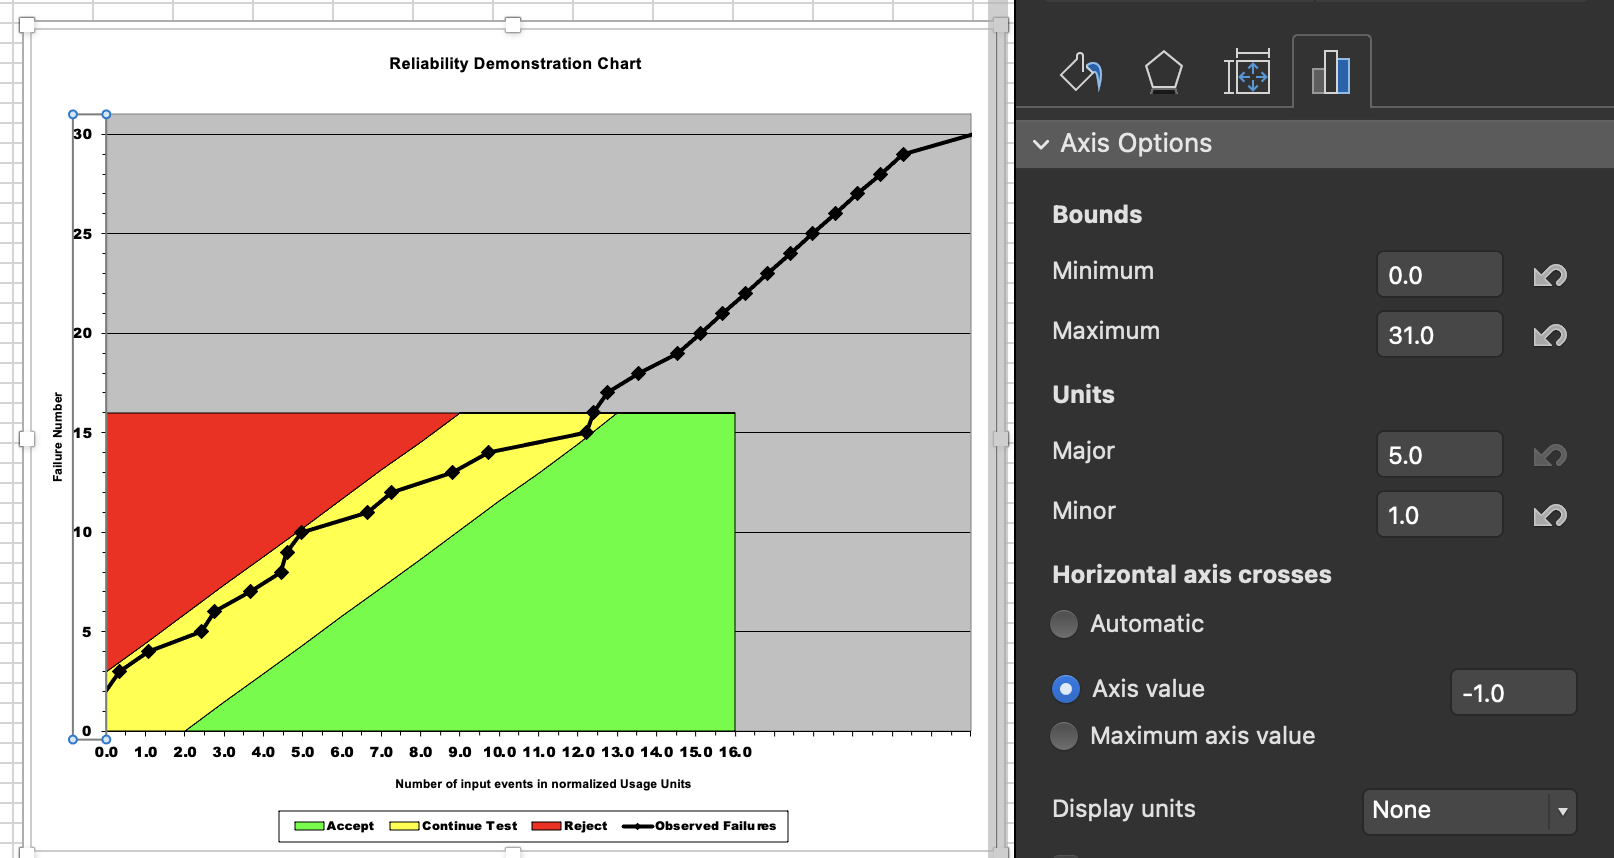 Reliability Demonstration Chart
30
25
20
15
10
5
0
Failure Number
0.0 1.0 2.0 3.0 4.0 5.0 6.0 7.0 8.0 9.0 10.0 11.0 12.0 13.0 14.0 15.0 16.0
Number of input events in normalized Usage Units
Accept Continue Test Reject Observed Failures
Axis Options
Bounds
Minimum 0.0
Maximum 31.0
Units
Major 5.0
Minor 1.0
Horizontal axis crosses
Automatic
Axis value -1.0
Maximum axis value
Display units None